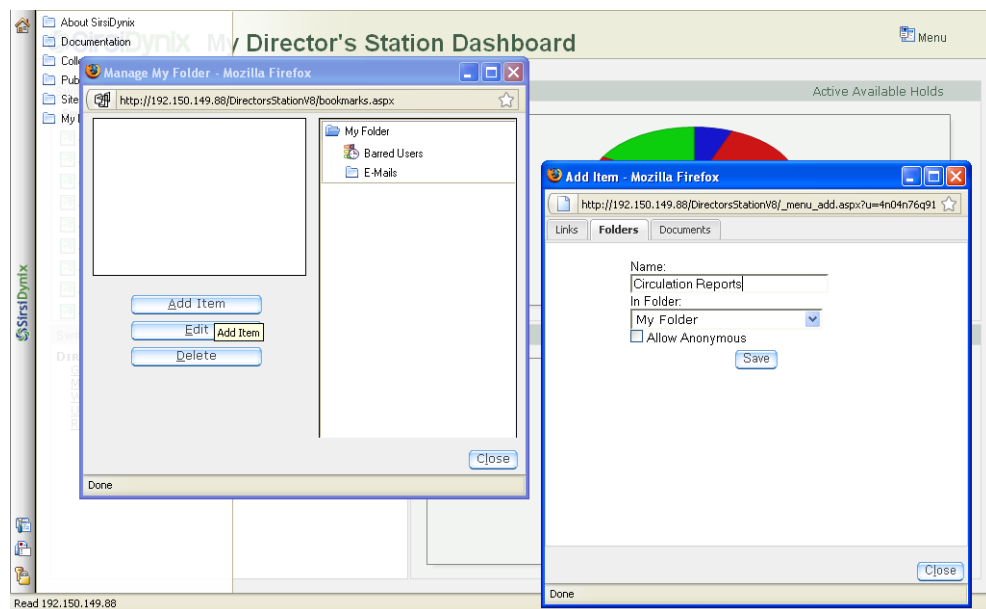 About SirsiDynix
Documentation
My Director's Station Dashboard
Menu
Active Available Holds
SirsiDynix
Manage My Folder - Mozilla Firefox
http://192.150.149.88/DirectorsStationV8/bookmarks.aspx
My Folder
Barred Users
E-Mails
Add Item
Edit
Add Item
Delete
Close
Done
Add Item - Mozilla Firefox
http://192.150.149.88/DirectorsStationV8/_menu_add.aspx?u=4n04n76q91
Links Folders Documents
Name:
Circulation Reports
In Folder:
My Folder
Allow Anonymous
Save
Close
Done
Read 192.150.149.88